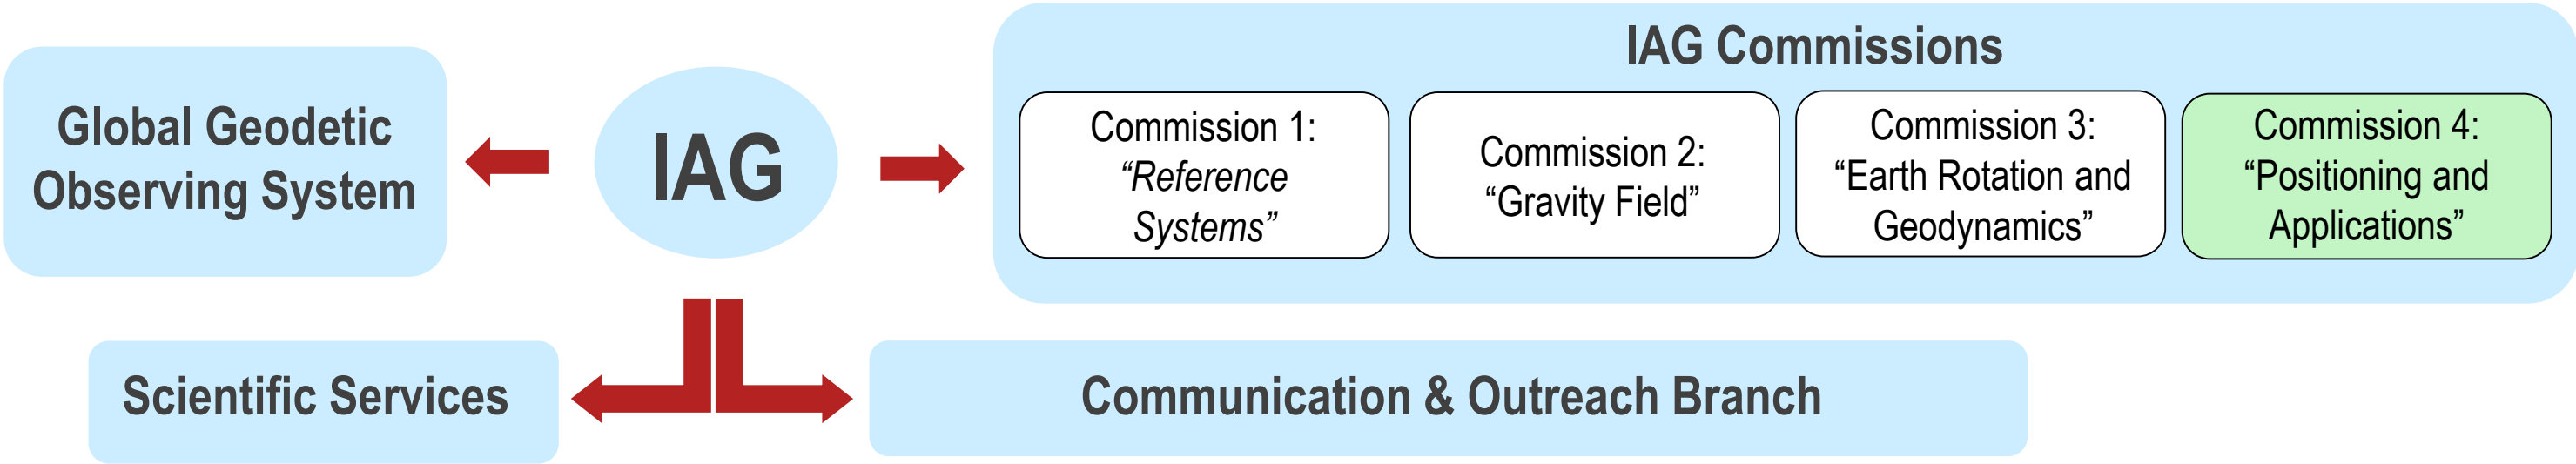 Global Geodetic
Observing System
IAG
IAG Commissions
Commission 1:
“Reference
Systems”
Commission 2:
“Gravity Field”
Commission 3:
“Earth Rotation and
Geodynamics”
Commission 4:
“Positioning and
Applications”
Scientific Services
Communication & Outreach Branch